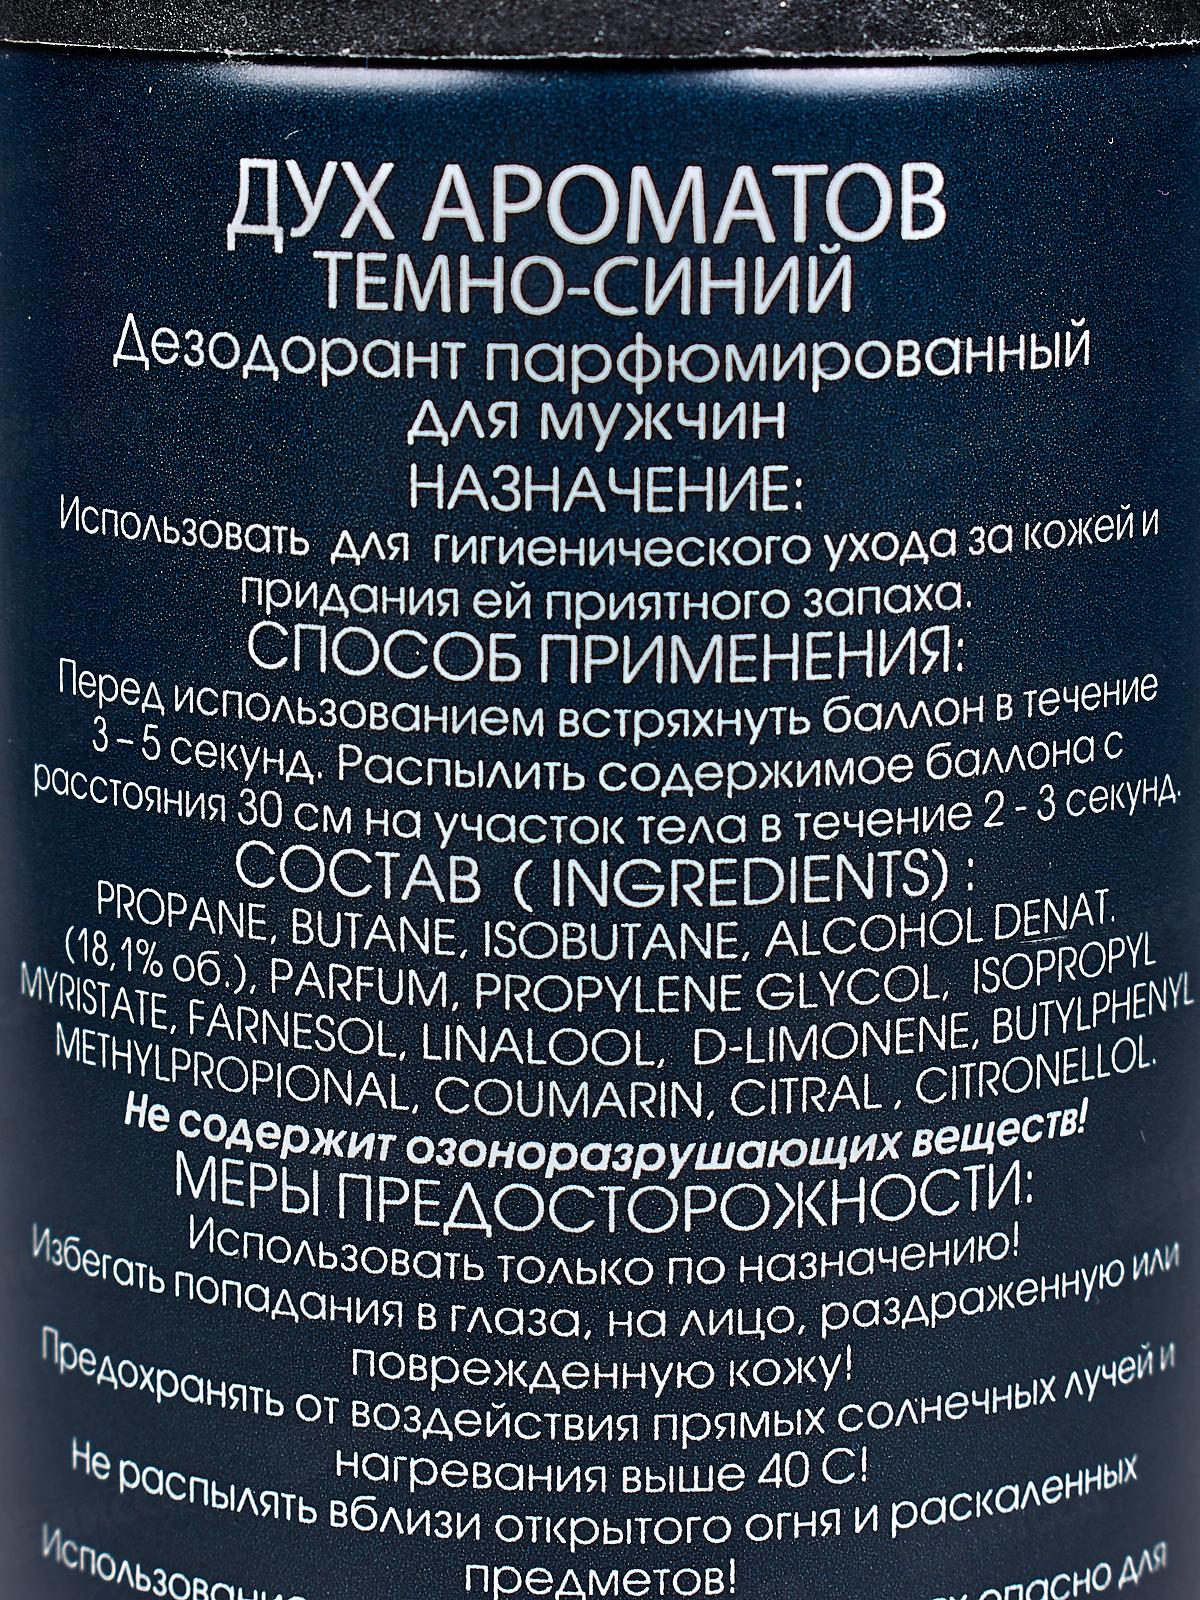 ДУХ АРОМАТОВ
ТЕМНО-СИНИЙ
Дезодорант парфюмированный
для мужчин
НАЗНАЧЕНИЕ:
Использовать для гигиенического ухода за кожей и
придания ей приятного запаха.
СПОСОБ ПРИМЕНЕНИЯ:
Перед использованием встряхнуть баллон в течение
3 – 5 секунд. Распылить содержимое баллона с
расстояния 30 см на участок тела в течение 2 - 3 секунд.
СОСТАВ ( INGREDIENTS) :
PROPANE, BUTANE, ISOBUTANE, ALCOHOL DENAT.
(18,1% об.), PARFUM, PROPYLENE GLYCOL, ISOPROPYL
MYRISTATE, FARNESOL, LINALOOL, D-LIMONENE, BUTYLPHENYL
METHYLPROPIONAL, COUMARIN, CITRAL , CITRONELLOL.
Не содержит озоноразрушающих веществ!
МЕРЫ ПРЕДОСТОРОЖНОСТИ:
Использовать только по назначению!
Избегать попадания в глаза, на лицо, раздраженную или
поврежденную кожу!
Предохранять от воздействия прямых солнечных лучей и
нагревания выше 40 С!
Не распылять вблизи открытого огня и раскаленных
предметов!
опасно для